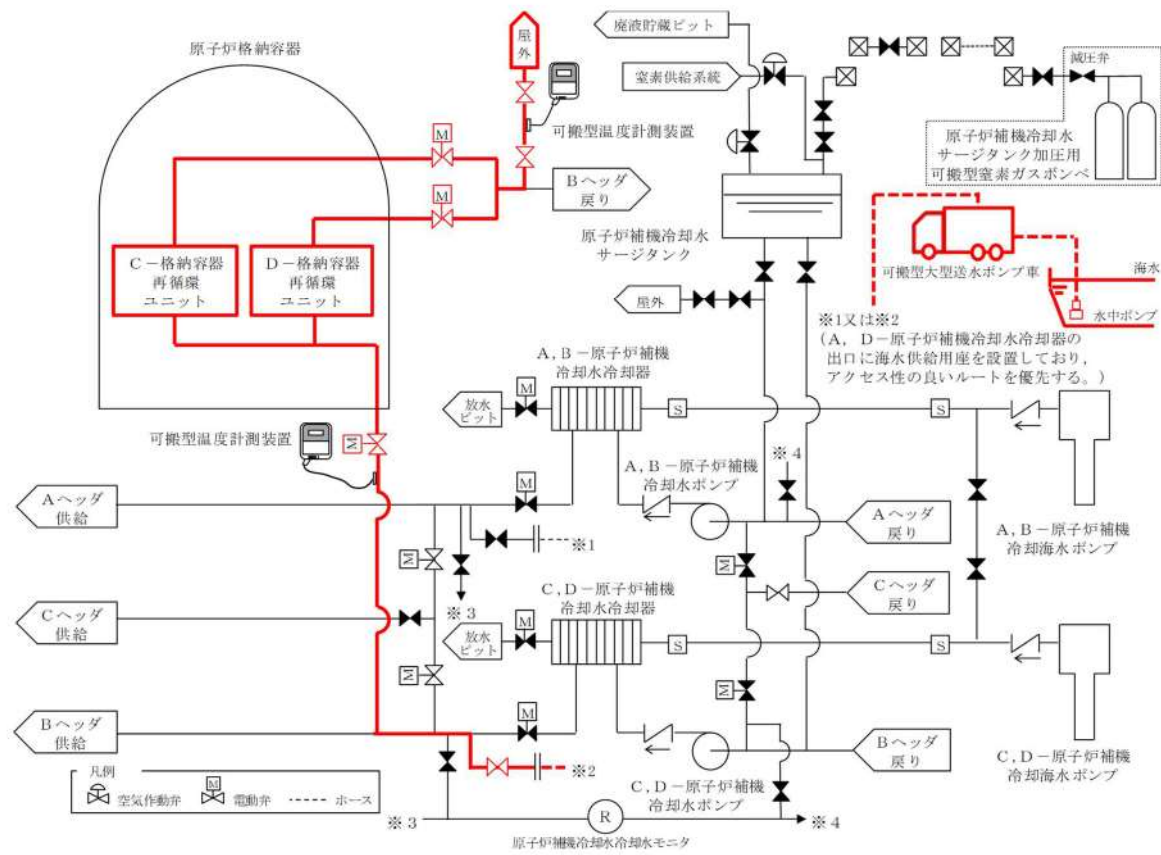 原子炉格納容器
屋
外
M
M
可搬型温度計測装置
Bヘッダ
戻り
C-格納容器
再循環
ユニット
D-格納容器
再循環
ユニット
廃液貯蔵ピット
窒素供給系統
減圧弁
原子炉補機冷却水
サージタンク加圧用
可搬型窒素ガスボンベ
原子炉補機冷却水
サージタンク
可搬型大型送水ポンプ車
海水
水中ポンプ
屋外
※1又は※2
(A, D-原子炉補機冷却水冷却器の
出口に海水供給用座を設置しており,
アクセス性の良いルートを優先する。)
A, B-原子炉補機
冷却水冷却器
放水
ピット
M
S
S
可搬型温度計測装置
M
※4
A, B-原子炉補機
冷却水ポンプ
Aヘッダ
供給
M
※1
Aヘッダ
戻り
A, B-原子炉補機
冷却海水ポンプ
M
M
※3
C, D-原子炉補機
冷却水冷却器
Cヘッダ
戻り
Cヘッダ
供給
放水
ピット
M
S
S
M
M
Bヘッダ
供給
M
※2
Bヘッダ
戻り
C, D-原子炉補機
冷却水ポンプ
C, D-原子炉補機
冷却海水ポンプ
凡例
空気作動弁
M
電動弁
ホース
※3
R
※4
原子炉補機冷却水冷却水モニタ